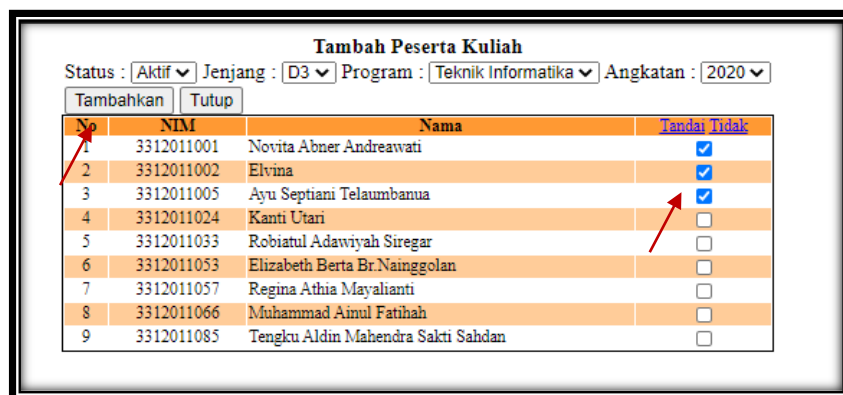 Tambah Peserta Kuliah
Status : Aktif Jenjang : D3 Program : Teknik Informatika Angkatan : 2020
Tambahkan Tutup
No NIM Nama Tandai Tidak
1 3312011001 Novita Abner Andreawati
2 3312011002 Elvina
3 3312011005 Ayu Septiani Telaumbanua
4 3312011024 Kanti Utari
5 3312011033 Robiatul Adawiyah Siregar
6 3312011053 Elizabeth Berta Br.Nainggolan
7 3312011057 Regina Athia Mayalianti
8 3312011066 Muhammad Ainul Fatihah
9 3312011085 Tengku Aldin Mahendra Sakti Sahdan